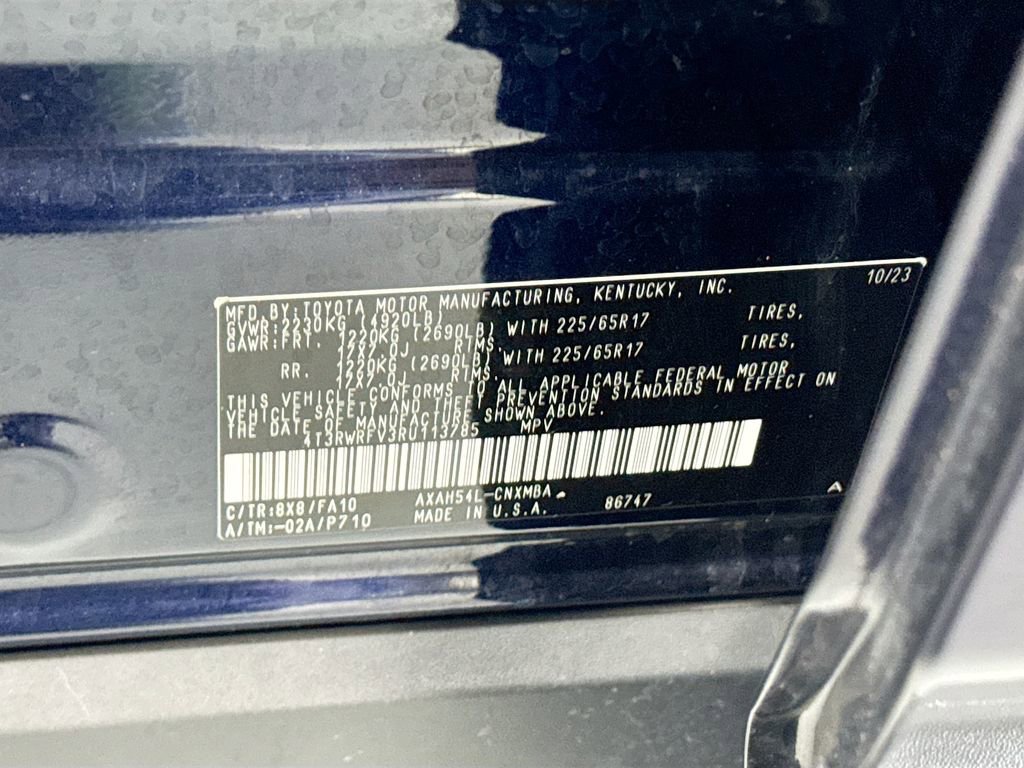 10/23
MFD. BY: TOYOTA MOTOR MANUFACTURING, KENTUCKY, INC.
GVWR: 2230KG (4920LB)
GAWR: FRT. 1220KG (2690LB) WITH 225/65R17 TIRES,
17X7.0J RTMS,
RR. 1220KG (2690LB) WITH 225/65R17 TIRES,
17X7.0J RTMS,
THIS VEHICLE CONFORMS TO ALL APPLICABLE FEDERAL MOTOR
VEHICLE SAFETY AND THEFT PREVENTION STANDARDS IN EFFECT ON
THE DATE OF MANUFACTURE SHOWN ABOVE.
4T3RWRFV3RU113785 MPV
C/TR: 8X8/FA10 AXAH54L-CNXMBA 86747 A
A/TM: -02A/P710 MADE IN U.S.A.